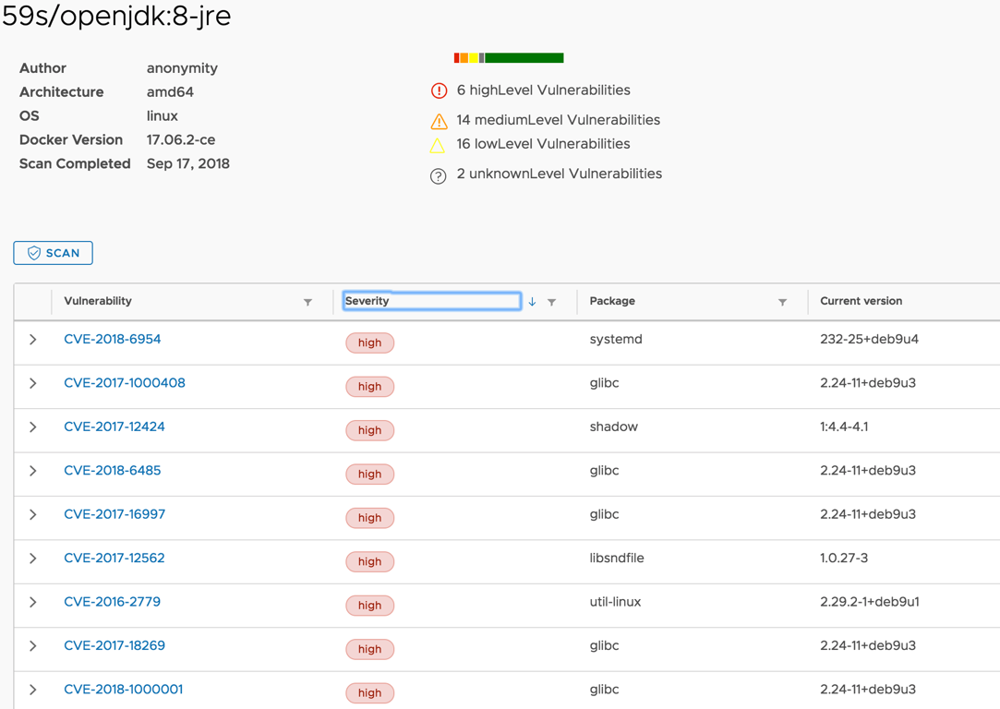 59s/openjdk:8-jre
Author anonymity
Architecture amd64
OS linux
Docker Version 17.06.2-ce
Scan Completed Sep 17, 2018
6 highLevel Vulnerabilities
14 mediumLevel Vulnerabilities
16 lowLevel Vulnerabilities
2 unknownLevel Vulnerabilities
SCAN
Vulnerability Severity Package Current version
CVE-2018-6954 high systemd 232-25+deb9u4
CVE-2017-1000408 high glibc 2.24-11+deb9u3
CVE-2017-12424 high shadow 1:4.4-4.1
CVE-2018-6485 high glibc 2.24-11+deb9u3
CVE-2017-16997 high glibc 2.24-11+deb9u3
CVE-2017-12562 high libsndfile 1.0.27-3
CVE-2016-2779 high util-linux 2.29.2-1+deb9u1
CVE-2017-18269 high glibc 2.24-11+deb9u3
CVE-2018-1000001 high glibc 2.24-11+deb9u3